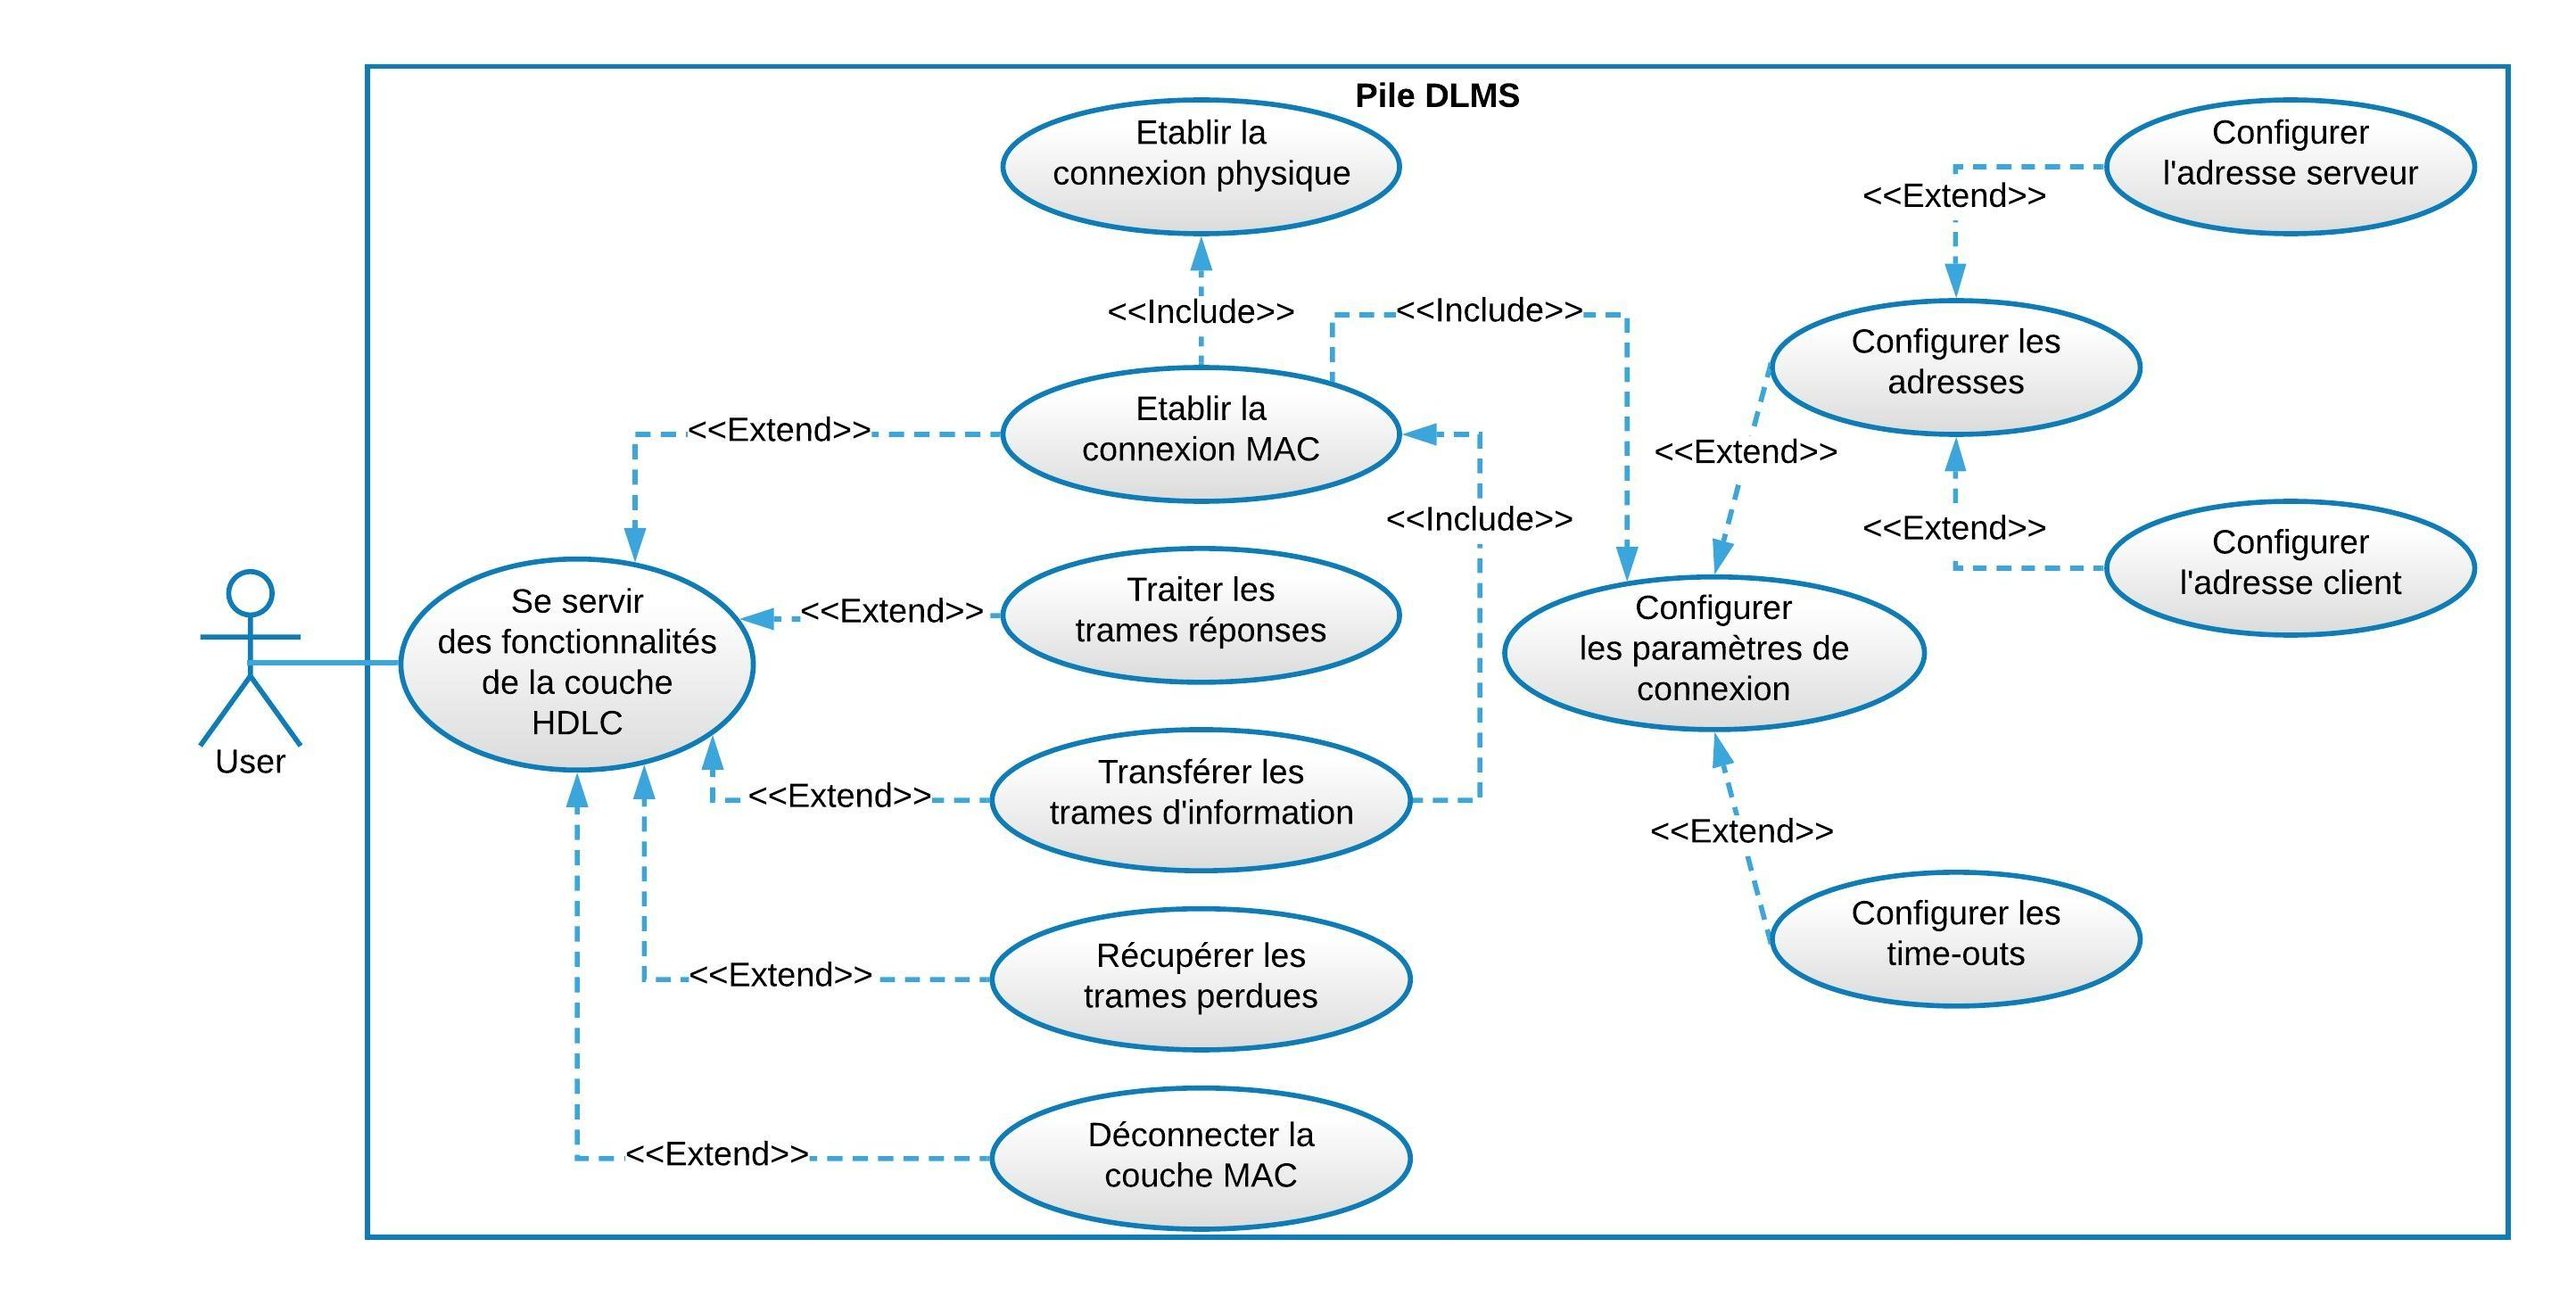 Pile DLMS
Etablir la
connexion physique
Configurer
l'adresse serveur
<<Extend>>
<<Include>>
<<Include>>
Configurer les
adresses
Etablir la
connexion MAC
<<Extend>>
<<Extend>>
<<Include>>
<<Extend>>
Configurer
l'adresse client
Se servir
des fonctionnalités
de la couche
HDLC
<<Extend>>
Traiter les
trames réponses
Configurer
les paramètres de
connexion
User
<<Extend>>
Transférer les
trames d'information
<<Extend>>
Configurer les
time-outs
<<Extend>>
Récupérer les
trames perdues
<<Extend>>
Déconnecter la
couche MAC